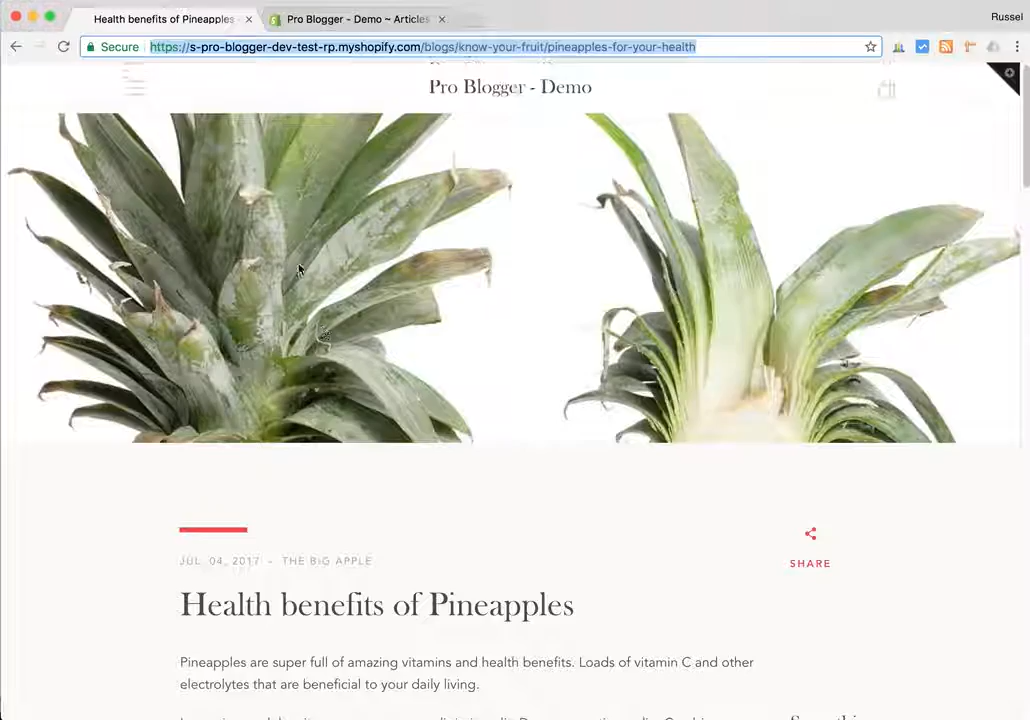 Health benefits of Pineapples
Pro Blogger - Demo ~ Articles
Russel
Secure https://s-pro-blogger-dev-test-rp.myshopify.com/blogs/know-your-fruit/pineapples-for-your-health
Pro Blogger - Demo
JUL 04, 2017 - THE BIG APPLE
SHARE
Health benefits of Pineapples
Pineapples are super full of amazing vitamins and health benefits. Loads of vitamin C and other
electrolytes that are beneficial to your daily living.